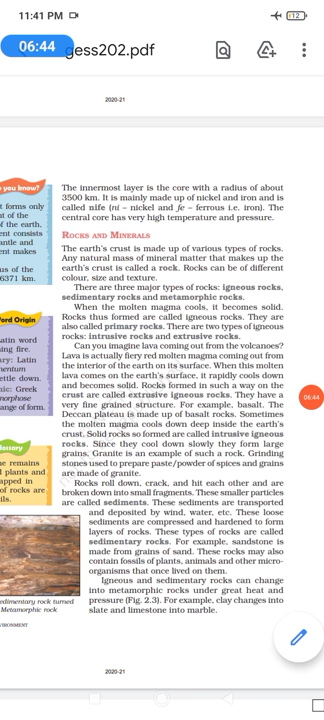 11:41 PM
12
06:44
gess202.pdf
2020-21
you know?
t forms only
of the earth,
ent consists
antle and
ent makes
us of the
6371 km.
The innermost layer is the core with a radius of about
3500 km. It is mainly made up of nickel and iron and is
called nife (ni – nickel and fe – ferrous i.e. iron). The
central core has very high temperature and pressure.
ROCKS AND MINERALS
The earth's crust is made up of various types of rocks.
Any natural mass of mineral matter that makes up the
earth's crust is called a rock. Rocks can be of different
colour, size and texture.
There are three major types of rocks: igneous rocks,
sedimentary rocks and metamorphic rocks.
When the molten magma cools, it becomes solid.
Rocks thus formed are called igneous rocks. They are
also called primary rocks. There are two types of igneous
rocks: intrusive rocks and extrusive rocks.
Can you imagine lava coming out from the volcanoes?
Lava is actually fiery red molten magma coming out from
the interior of the earth on its surface. When this molten
lava comes on the earth's surface, it rapidly cools down
and becomes solid. Rocks formed in such a way on the
crust are called extrusive igneous rocks. They have a
very fine grained structure. For example, basalt. The
Deccan plateau is made up of basalt rocks. Sometimes
the molten magma cools down deep inside the earth's
crust. Solid rocks so formed are called intrusive igneous
rocks. Since they cool down slowly they form large
grains. Granite is an example of such a rock. Grinding
stones used to prepare paste/powder of spices and grains
are made of granite.
Rocks roll down, crack, and hit each other and are
broken down into small fragments. These smaller particles
are called sediments. These sediments are transported
and deposited by wind, water, etc. These loose
sediments are compressed and hardened to form
layers of rocks. These types of rocks are called
sedimentary rocks. For example, sandstone is
made from grains of sand. These rocks may also
contain fossils of plants, animals and other micro-
organisms that once lived on them.
Igneous and sedimentary rocks can change
into metamorphic rocks under great heat and
pressure (Fig. 2.3). For example, clay changes into
slate and limestone into marble.
ord Origin
atin word
ing fire.
ry: Latin
mentum
ettle down.
ic: Greek
morphose
ange of form.
ossary
e remains
plants and
apped in
of rocks are
ils.
edimentary rock turned
Metamorphic rock
VIRONMENT
06:44
2020-21